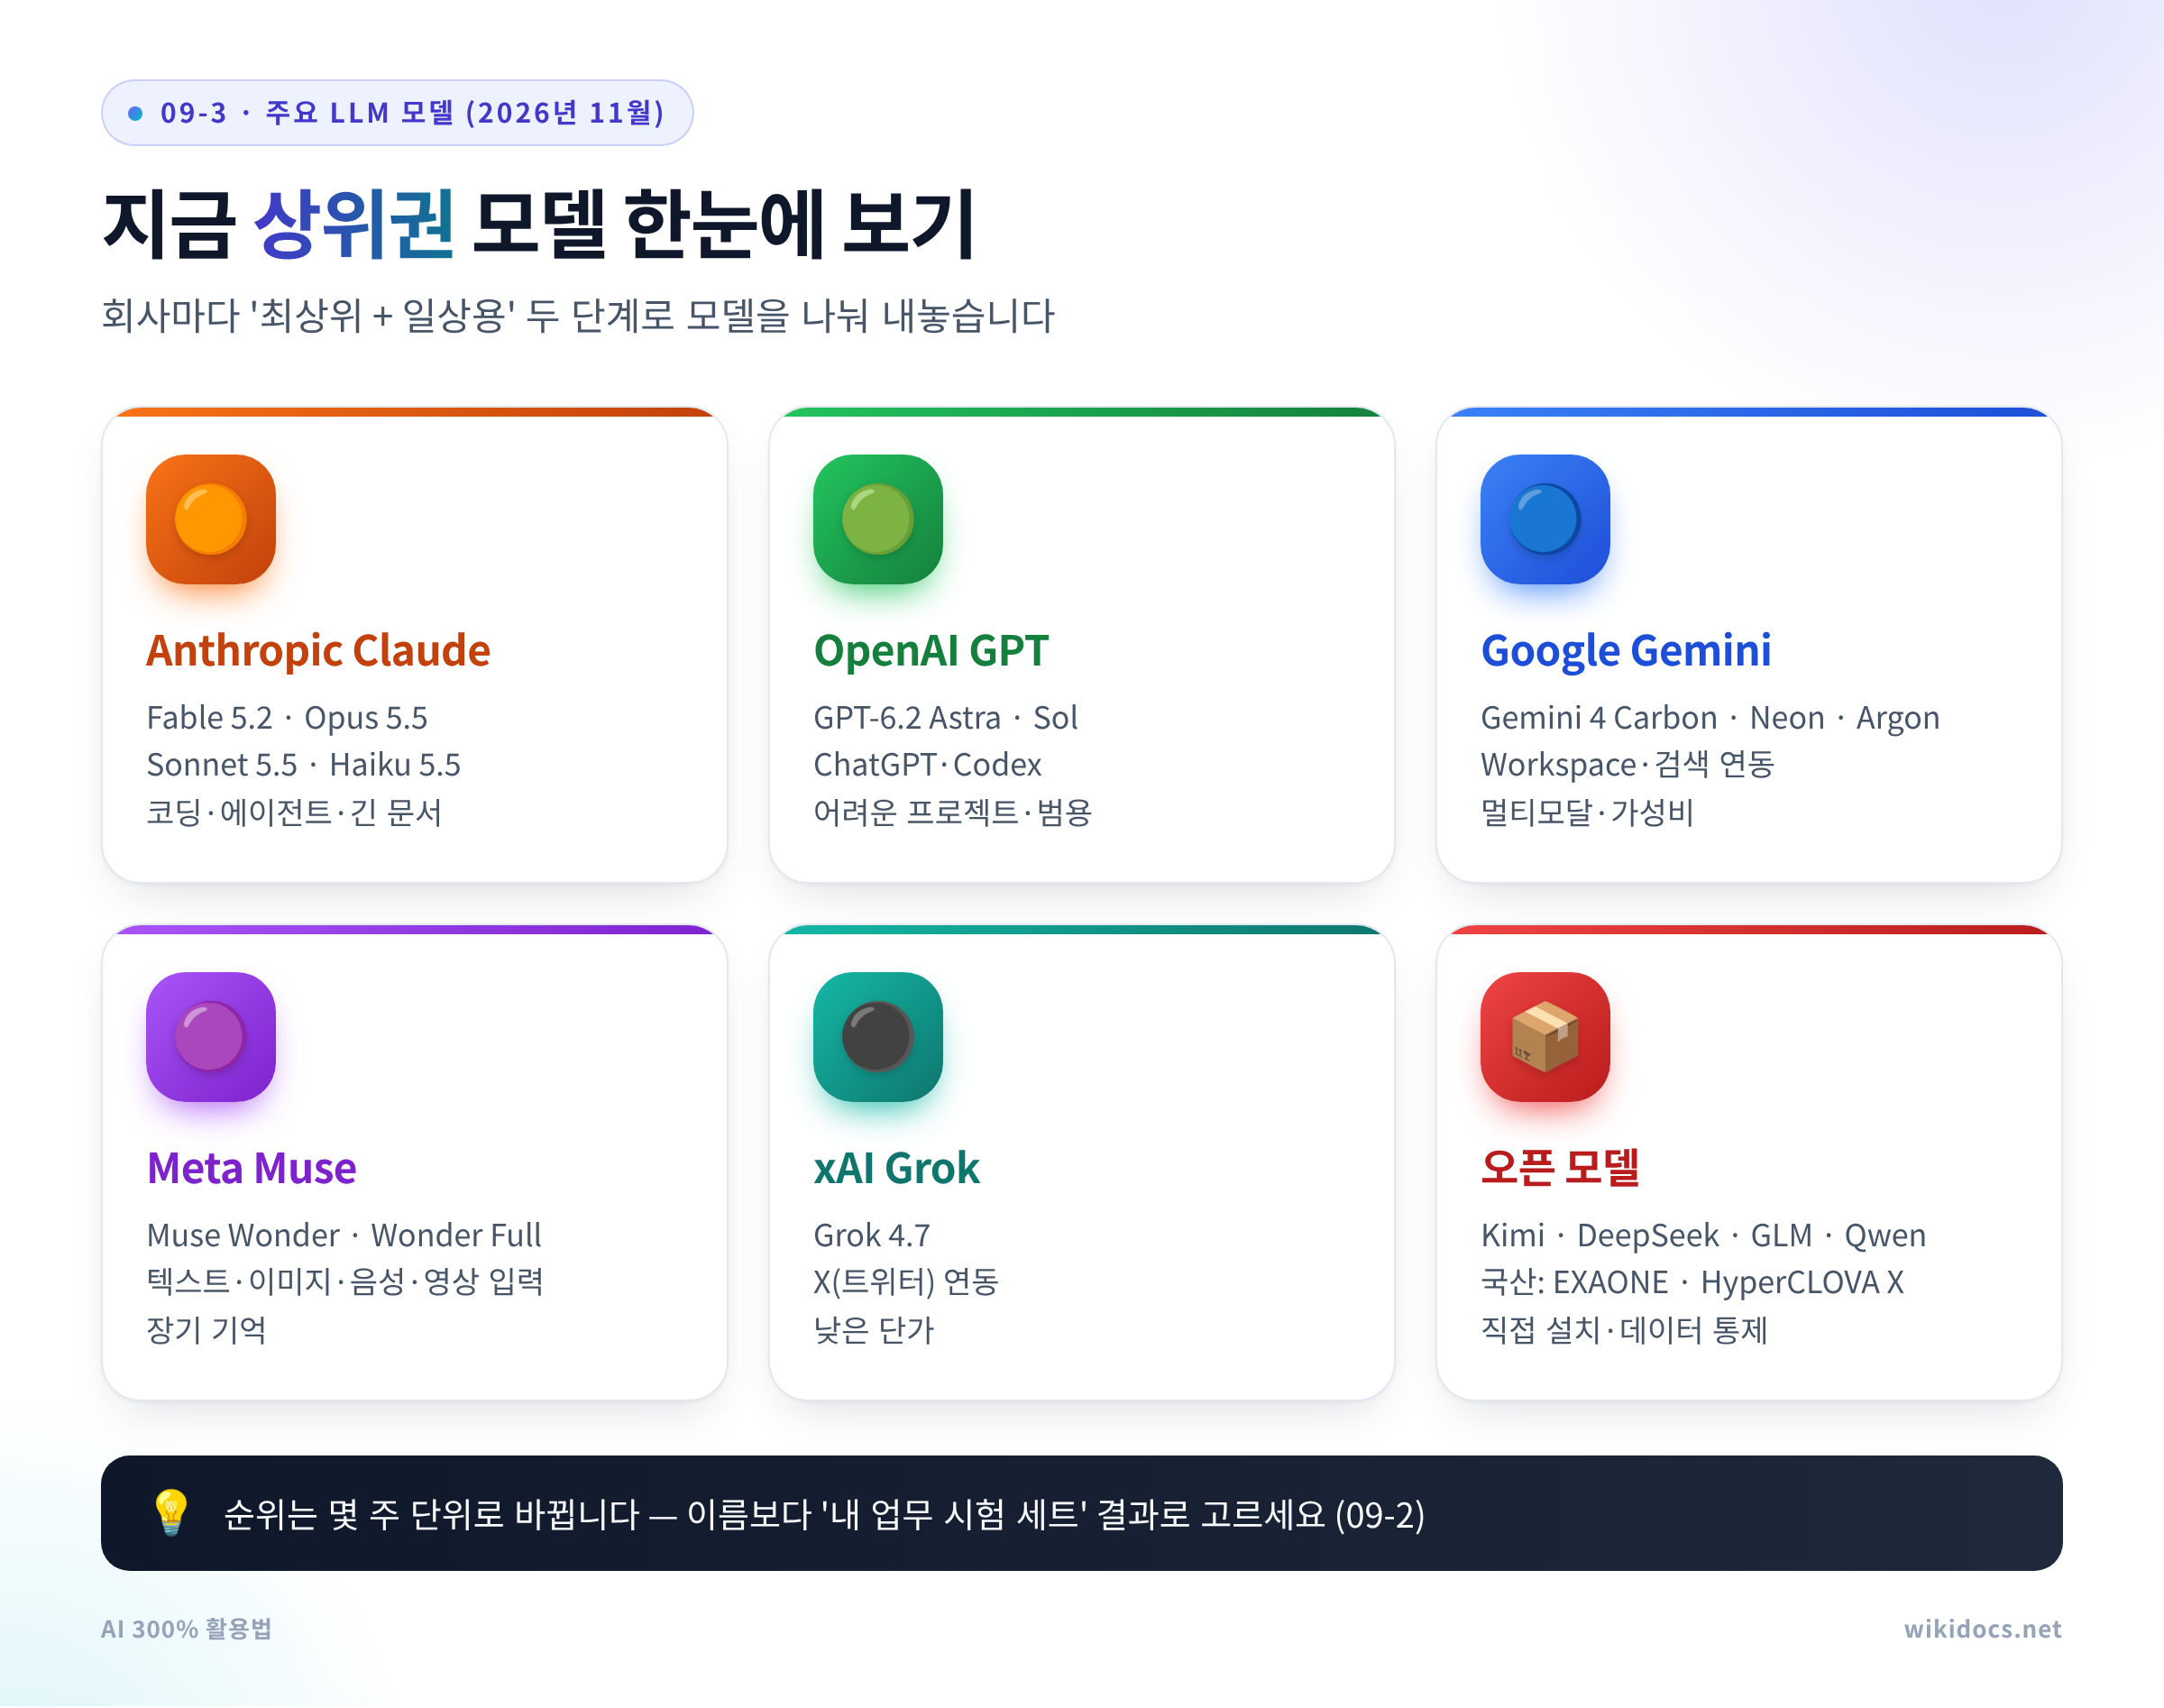 09-3 · 주요 LLM 모델 (2026년 11월)
지금 상위권 모델 한눈에 보기
회사마다 '최상위 + 일상용' 두 단계로 모델을 나눠 내놓습니다
Anthropic Claude
Fable 5.2 · Opus 5.5
Sonnet 5.5 · Haiku 5.5
코딩·에이전트·긴 문서
OpenAI GPT
GPT-6.2 Astra · Sol
ChatGPT·Codex
어려운 프로젝트·범용
Google Gemini
Gemini 4 Carbon · Neon · Argon
Workspace·검색 연동
멀티모달·가성비
Meta Muse
Muse Wonder · Wonder Full
텍스트·이미지·음성·영상 입력
장기 기억
xAI Grok
Grok 4.7
X(트위터) 연동
낮은 단가
오픈 모델
Kimi · DeepSeek · GLM · Qwen
국산: EXAONE · HyperCLOVA X
직접 설치·데이터 통제
순위는 몇 주 단위로 바뀝니다 — 이름보다 '내 업무 시험 세트' 결과로 고르세요 (09-2)
AI 300% 활용법
wikidocs.net